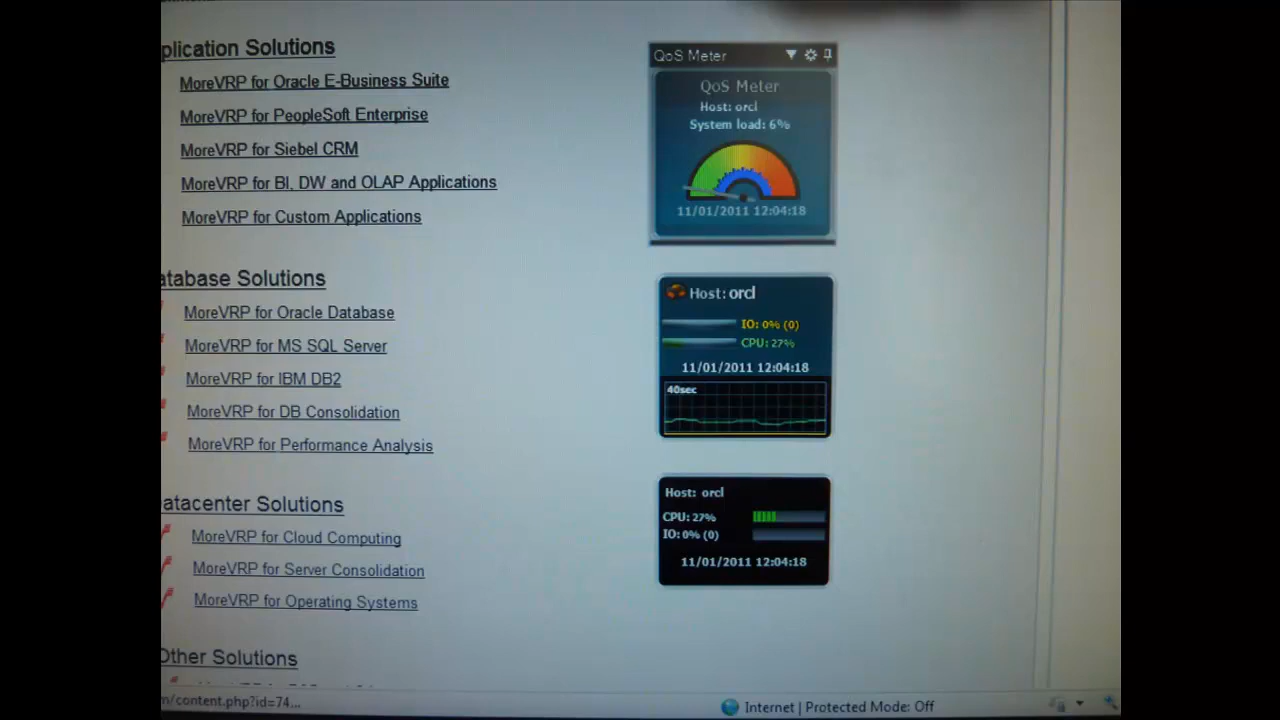 plication Solutions
MoreVRP for Oracle E-Business Suite
MoreVRP for PeopleSoft Enterprise
MoreVRP for Siebel CRM
MoreVRP for BI, DW and OLAP Applications
MoreVRP for Custom Applications
atabase Solutions
MoreVRP for Oracle Database
MoreVRP for MS SQL Server
MoreVRP for IBM DB2
MoreVRP for DB Consolidation
MoreVRP for Performance Analysis
atacenter Solutions
MoreVRP for Cloud Computing
MoreVRP for Server Consolidation
MoreVRP for Operating Systems
Other Solutions
QoS Meter
QoS Meter
Host: orcl
System load: 6%
11/01/2011 12:04:18
Host: orcl
IO: 0% (0)
CPU: 27%
11/01/2011 12:04:18
40sec
Host: orcl
CPU: 27%
IO: 0% (0)
11/01/2011 12:04:18
m/content.php?id=74...
Internet | Protected Mode: Off